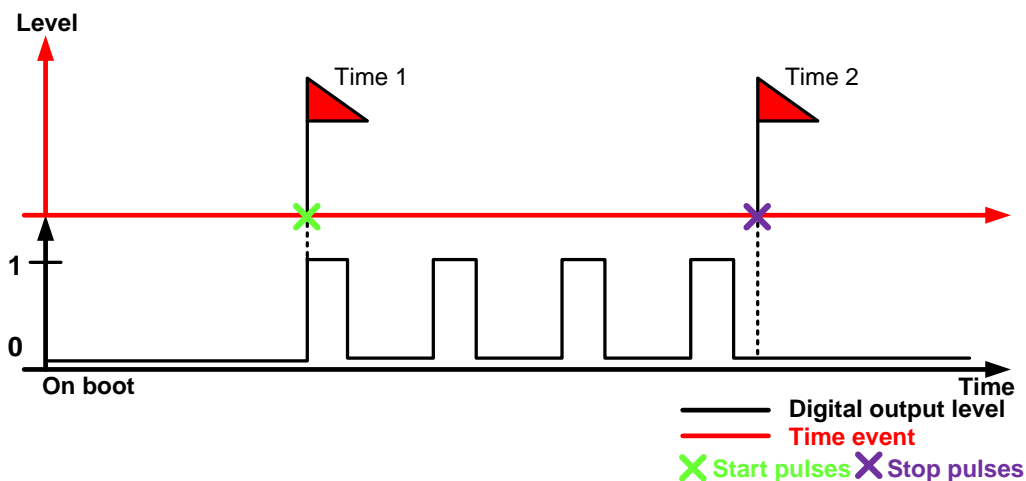 Level
Time 1
Time 2
1
0
On boot
Time
Digital output level
Time event
Start pulses
Stop pulses